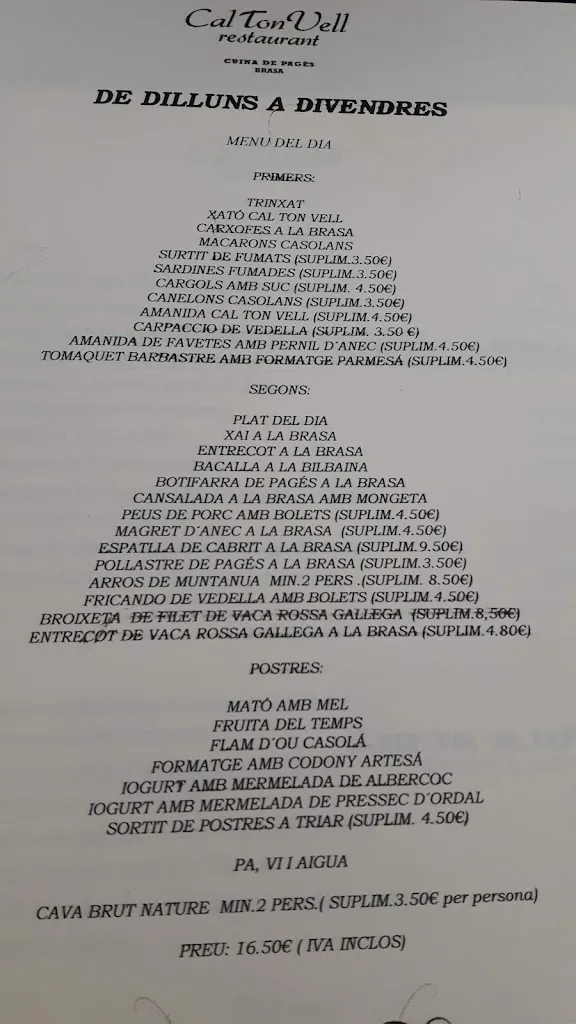 Cal Ton Vell
restaurant
CUINA DE PAGÈS
BRASA
DE DILLUNS A DIVENDRES
MENU DEL DIA
PRIMERS:
TRINXAT
XATÓ CAL TON VELL
CARXOFES A LA BRASA
MACARONS CASOLANS
SURTIT DE FUMATS (SUPLIM.3.50€)
SARDINES FUMADES (SUPLIM.3.50€)
CARGOLS AMB SUC (SUPLIM. 4.50€)
CANELONS CASOLANS (SUPLIM.3.50€)
AMANIDA CAL TON VELL (SUPLIM.4.50€)
CARPACCIO DE VEDELLA (SUPLIM. 3.50 €)
AMANIDA DE FAVETES AMB PERNIL D´ANEC (SUPLIM.4.50€)
TOMAQUET BARBASTRE AMB FORMATGE PARMESÁ (SUPLIM.4.50€)
SEGONS:
PLAT DEL DIA
XAI A LA BRASA
ENTRECOT A LA BRASA
BACALLA A LA BILBAINA
BOTIFARRA DE PAGÉS A LA BRASA
CANSALADA A LA BRASA AMB MONGETA
PEUS DE PORC AMB BOLETS (SUPLIM.4.50€)
MAGRET D´ANEC A LA BRASA (SUPLIM.4.50€)
ESPATLLA DE CABRIT A LA BRASA (SUPLIM.9.50€)
POLLASTRE DE PAGÉS A LA BRASA (SUPLIM.3.50€)
ARROS DE MUNTANUA MIN.2 PERS .(SUPLIM. 8.50€)
FRICANDO DE VEDELLA AMB BOLETS (SUPLIM.4.50€)
BROIXETA DE FILET DE VACA ROSSA GALLEGA (SUPLIM.8,50€)
ENTRECOT DE VACA ROSSA GALLEGA A LA BRASA (SUPLIM.4.80€)
POSTRES:
MATÓ AMB MEL
FRUITA DEL TEMPS
FLAM D´OU CASOLÁ
FORMATGE AMB CODONY ARTESÁ
IOGURT AMB MERMELADA DE ALBERCOC
IOGURT AMB MERMELADA DE PRESSEC D´ORDAL
SORTIT DE POSTRES A TRIAR (SUPLIM. 4.50€)
PA, VI I AIGUA
CAVA BRUT NATURE MIN.2 PERS.( SUPLIM.3.50€ per persona)
PREU: 16.50€ ( IVA INCLOS)